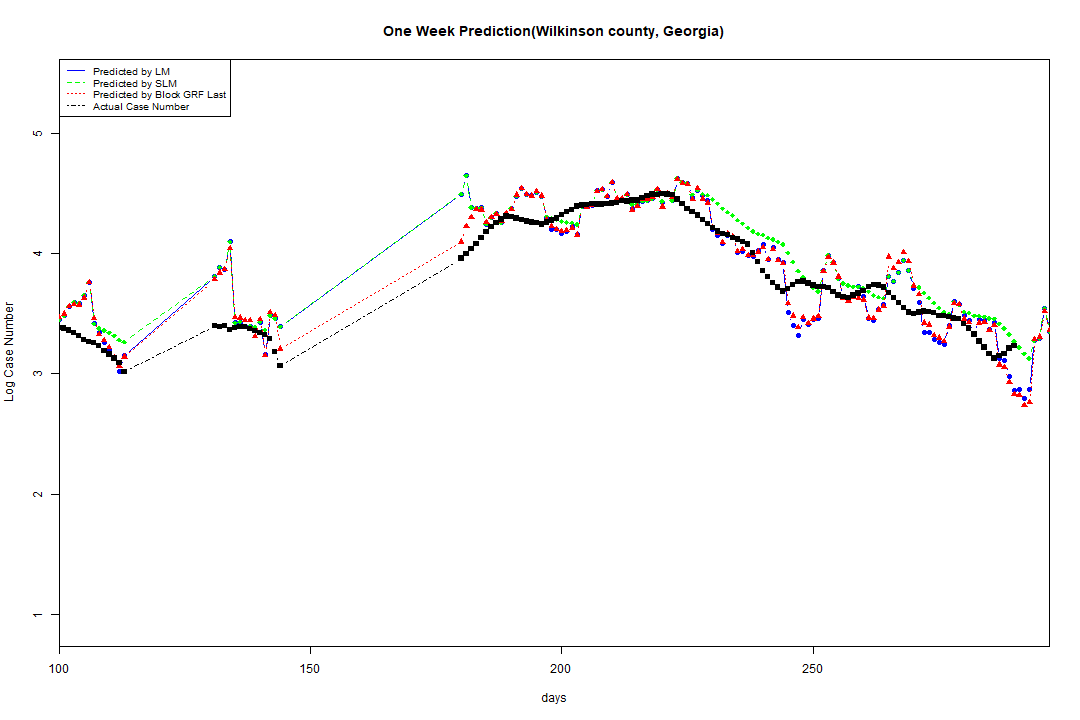 One Week Prediction(Wilkinson county, Georgia)
Predicted by LM
Predicted by SLM
Predicted by Block GRF Last
Actual Case Number
5
4
3
2
1
Log Case Number
100 150 200 250
days